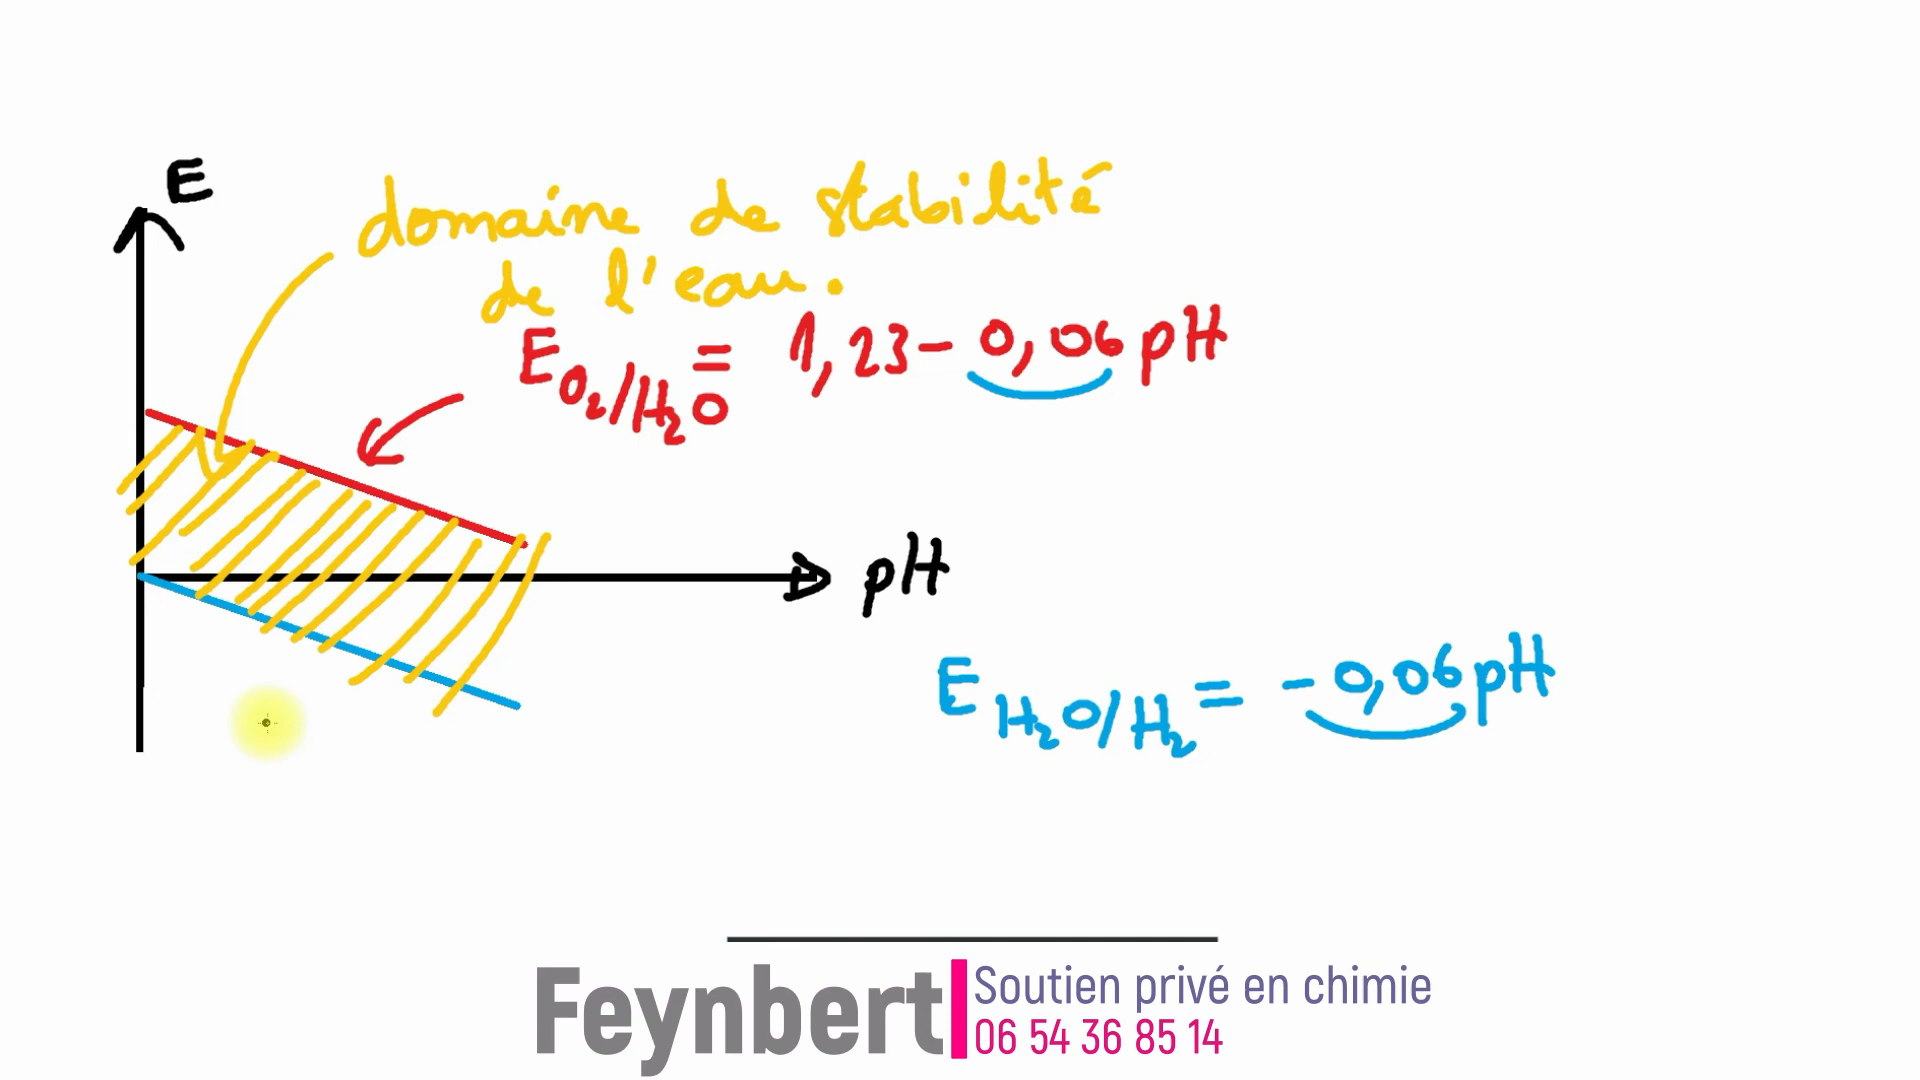 E
domaine de stabilité
de l'eau.
E O₂/H₂O = 1,23 - 0,06 pH
pH
E H₂O/H₂ = - 0,06 pH
Feynbert
Soutien privé en chimie
06 54 36 85 14